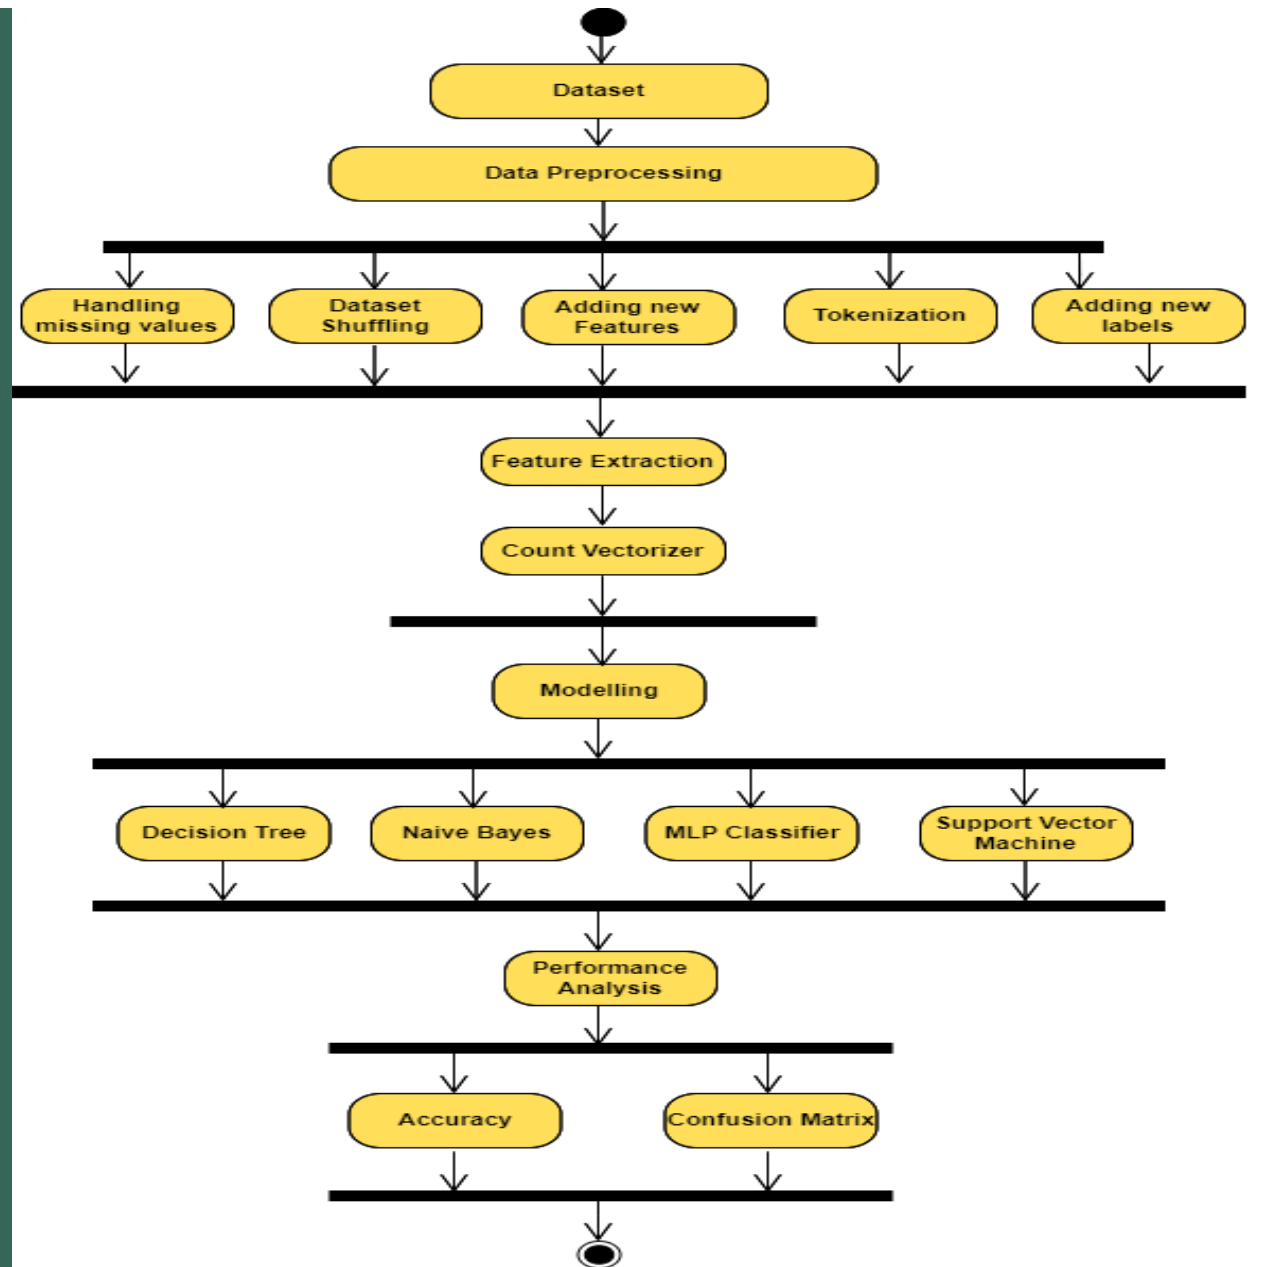 Dataset
Data Preprocessing
Handling
missing values
Dataset
Shuffling
Adding new
Features
Tokenization
Adding new
labels
Feature Extraction
Count Vectorizer
Modelling
Decision Tree
Naive Bayes
MLP Classifier
Support Vector
Machine
Performance
Analysis
Accuracy
Confusion Matrix